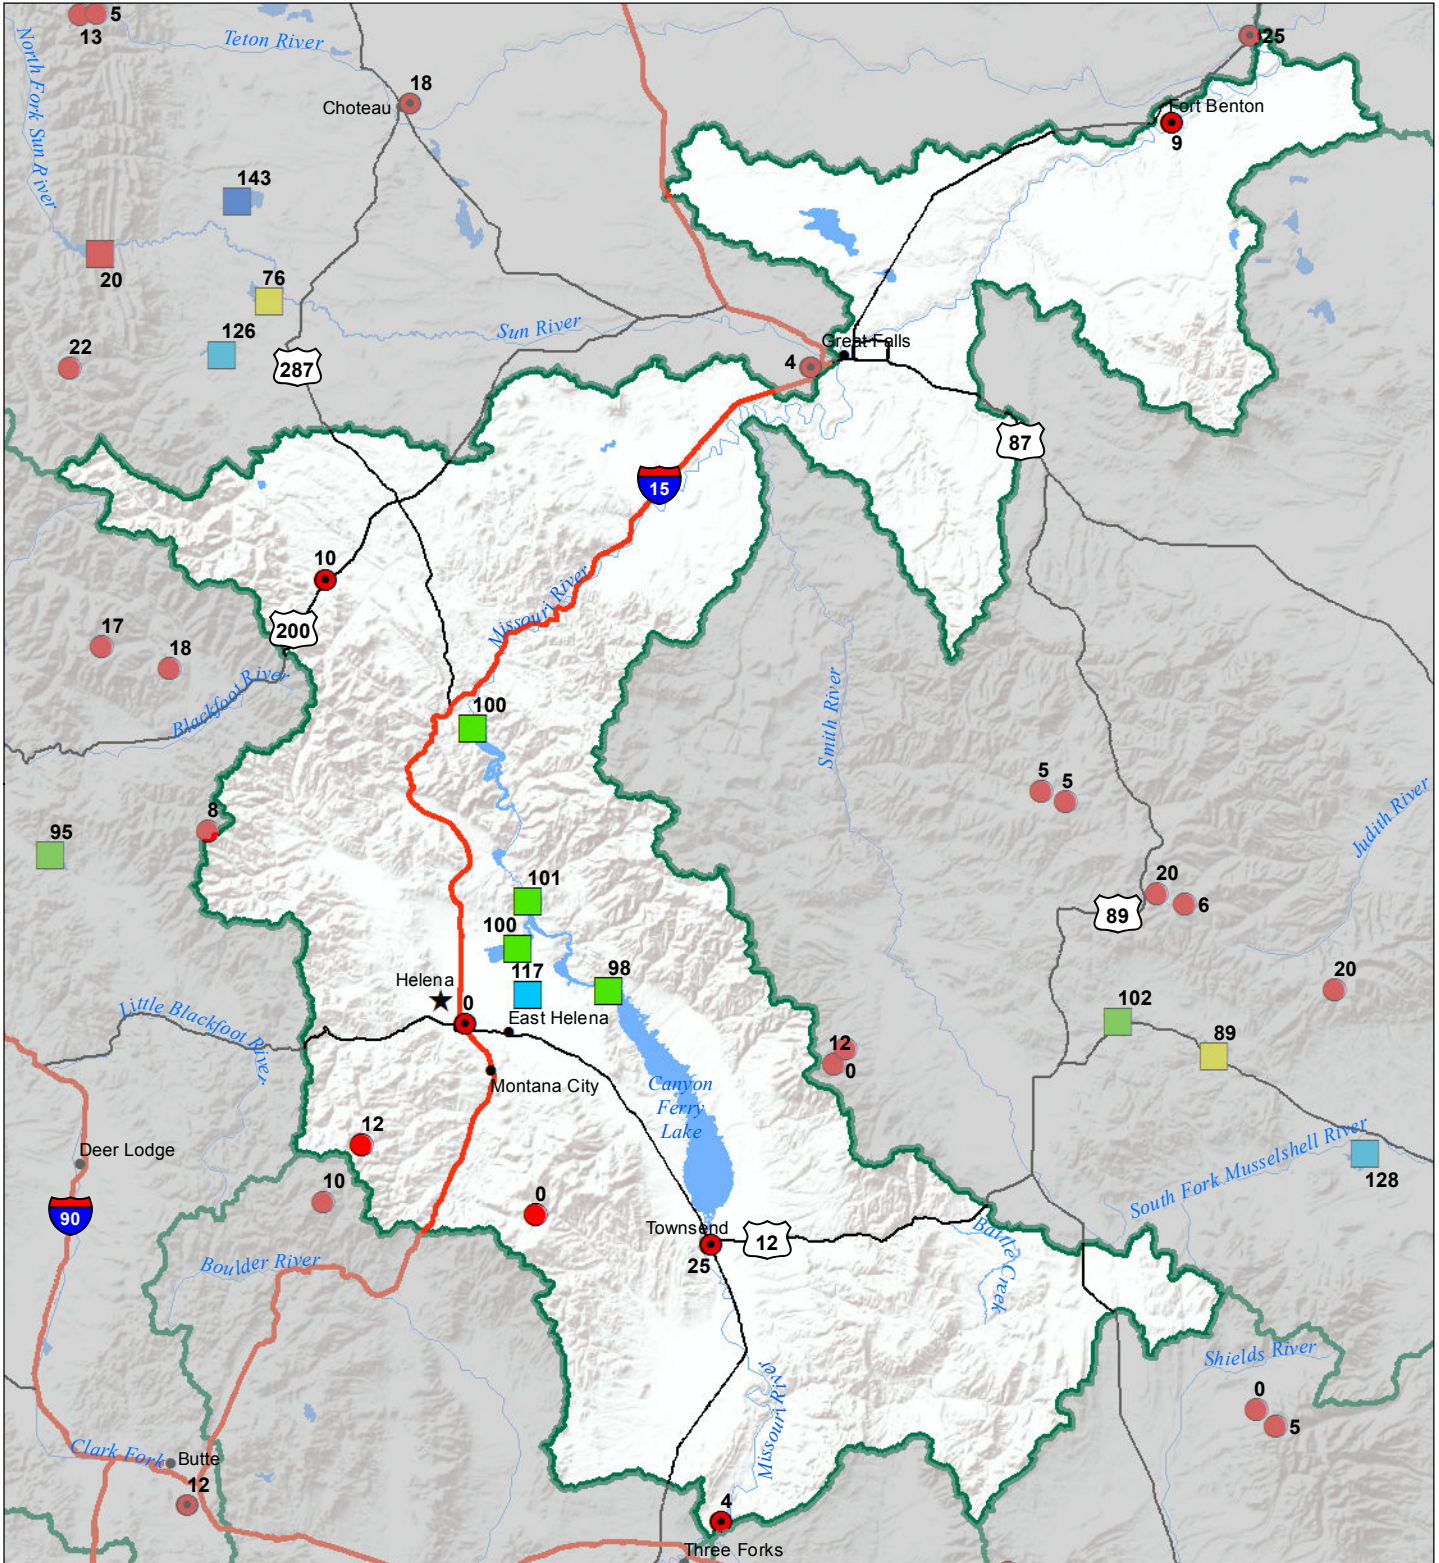 5
13
North Fork Sun River
Teton River
25
18
Choteau
Fort Benton
9
143
20
76
Sun River
126
22
287
Great Falls
4
87
15
10
200
Missouri River
17
18
Blackfoot River
Smith River
100
5
5
Judith River
8
95
101
20
6
89
100
117
98
Helena
0
East Helena
20
102
Little Blackfoot River
89
12
0
Montana City
Canyon
Ferry
Lake
12
Deer Lodge
South Fork Musselshell River
128
10
0
90
Townsend
12
25
Battle Creek
Boulder River
Shields River
Missouri River
0
5
Clark Fork
Butte
12
4
Three Forks